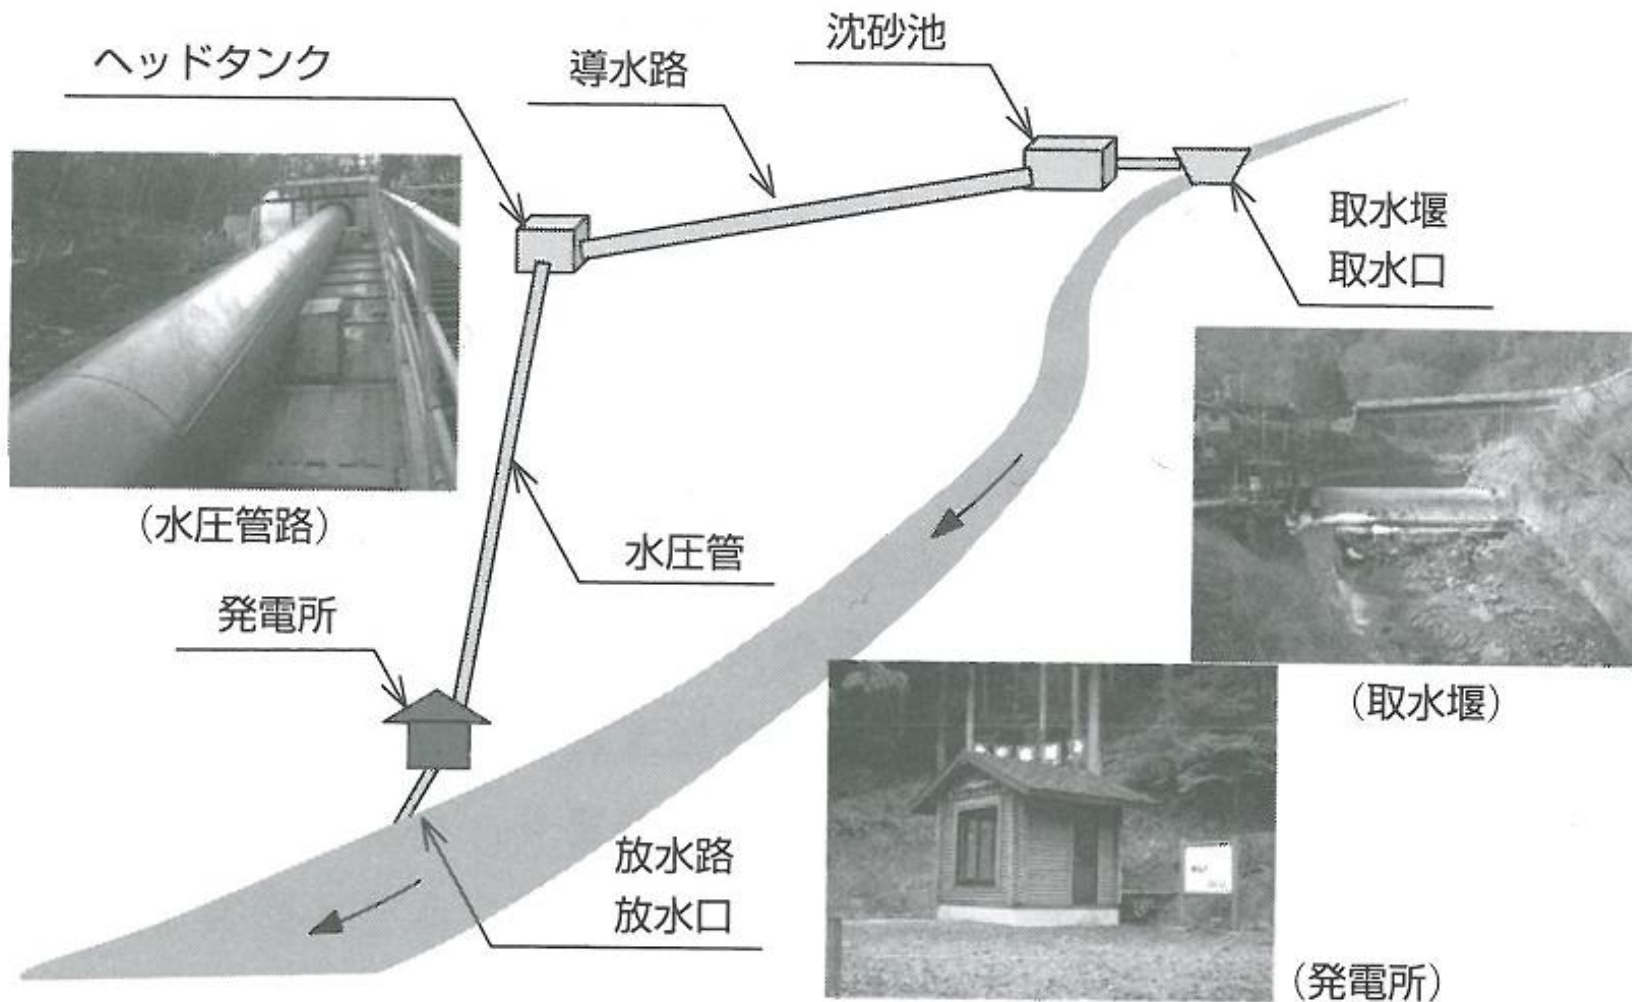 沈砂池
ヘッドタンク
導水路
取水堰
取水口
(水圧管路)
水圧管
発電所
(取水堰)
放水路
放水口
(発電所)